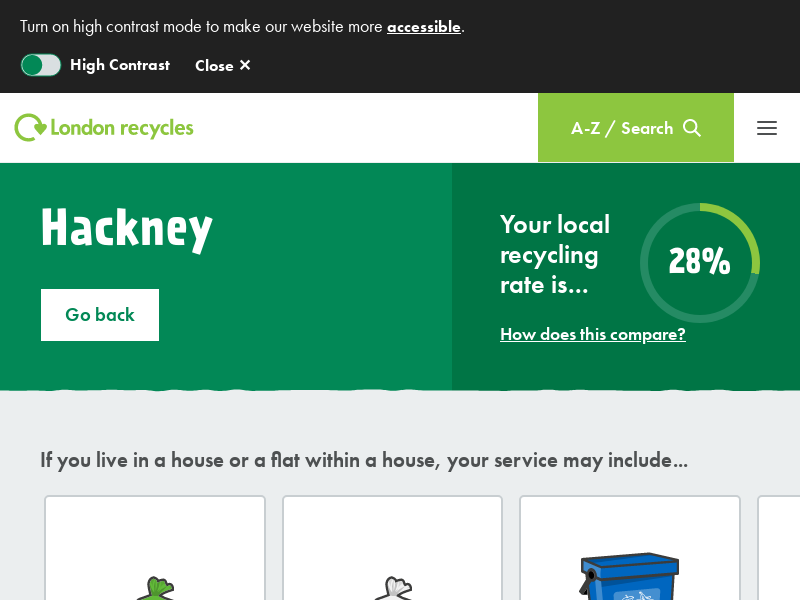 Turn on high contrast mode to make our website more accessible.
High Contrast
Close ✕
London recycles
A-Z / Search
Hackney
Go back
Your local
recycling
rate is...
28%
How does this compare?
If you live in a house or a flat within a house, your service may include...